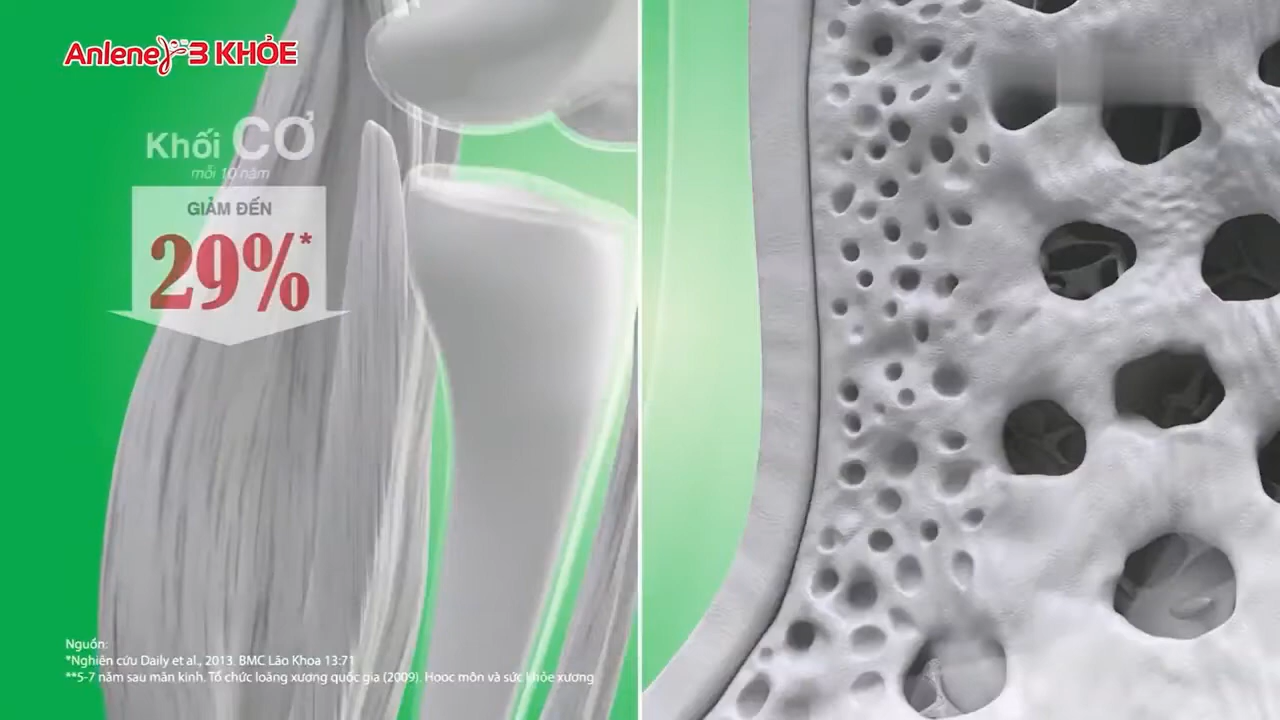 Anlene 3 KHỎE
Khối CƠ
mỗi 10 năm
GIẢM ĐẾN
29%*
Nguồn:
*Nghiên cứu Daily et al., 2013. BMC Lão Khoa 13:71
**5-7 năm sau mãn kinh. Tổ chức loãng xương quốc gia (2009). Hooc môn và sức khỏe xương